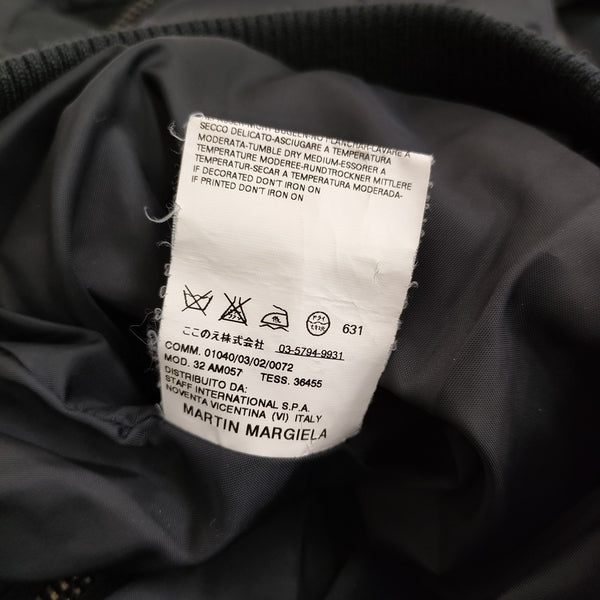 SECCO DELICATO-ASCIUGARE A TEMPERATURA
MODERATA-TUMBLE DRY MEDIUM-ESSORER A
TEMPERATURE MODEREE-RUNDTROCKNER MITTLERE
TEMPERATUR-SECAR A TEMPERATURA MODERADA-
IF DECORATED DON'T IRON ON
IF PRINTED DON'T IRON ON
ドライ 631
ここのえ株式会社 03-5794-9931
COMM. 01040/03/02/0072
MOD. 32 AM057 TESS. 36455
DISTRIBUITO DA:
STAFF INTERNATIONAL S.P.A.
NOVENTA VICENTINA (VI) ITALY
MARTIN MARGIELA